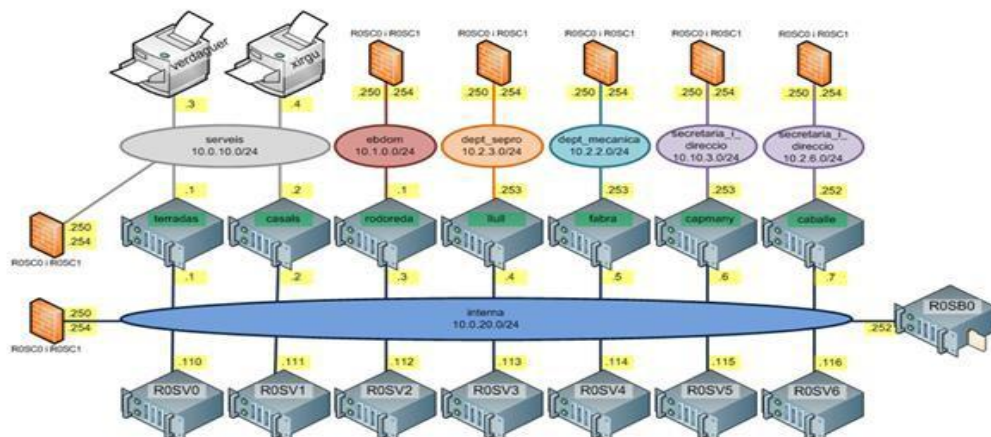 R0SC0 i R0SC1
R0SC0 i R0SC1
R0SC0 i R0SC1
R0SC0 i R0SC1
R0SC0 i R0SC1
verdaguer
xirgu
.250 .254
.250 .254
.250 .254
.250 .254
.250 .254
.3
.4
serveis
10.0.10.0/24
ebdom
10.1.0.0/24
dept_sepro
10.2.3.0/24
dept_mecanica
10.2.2.0/24
secretaria_i_
direccio
10.10.3.0/24
secretaria_i_
direccio
10.2.6.0/24
.1
.2
.1
.253
.253
.253
.252
terradas
casals
rodoreda
llull
fabra
capmany
caballe
.250
.254
R0SC0 i R0SC1
.1
.2
.3
.4
.5
.6
.7
.250
.254
R0SC0 i R0SC1
interna
10.0.20.0/24
.252
R0SB0
.110
.111
.112
.113
.114
.115
.116
R0SV0
R0SV1
R0SV2
R0SV3
R0SV4
R0SV5
R0SV6